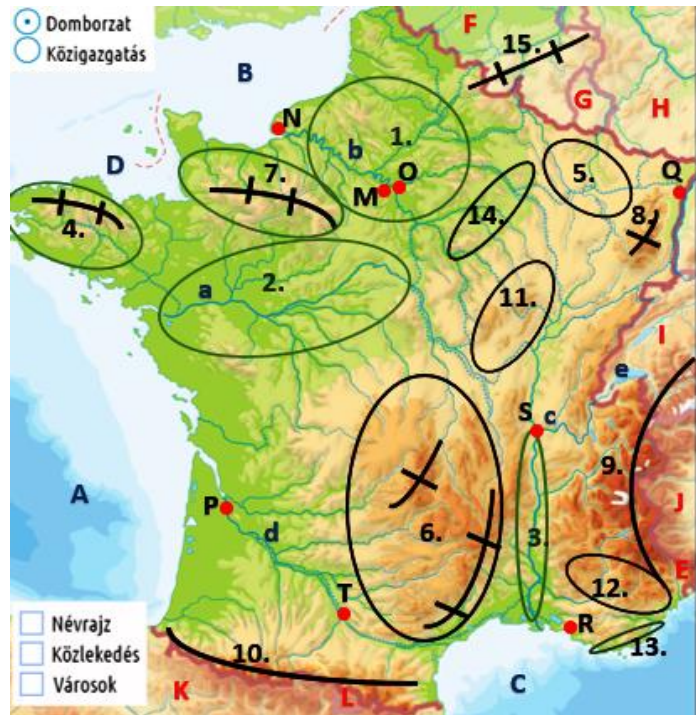 Domborzat
Közigazgatás
F
15.
B
G
H
N
1.
b
D
7.
O
M
5.
Q
4.
14.
8.
2.
a
11.
I
e
S
c
9.
A
P
d
6.
3.
J
E
12.
T
R
13.
Névrajz
Közlekedés
Városok
10.
K
L
C